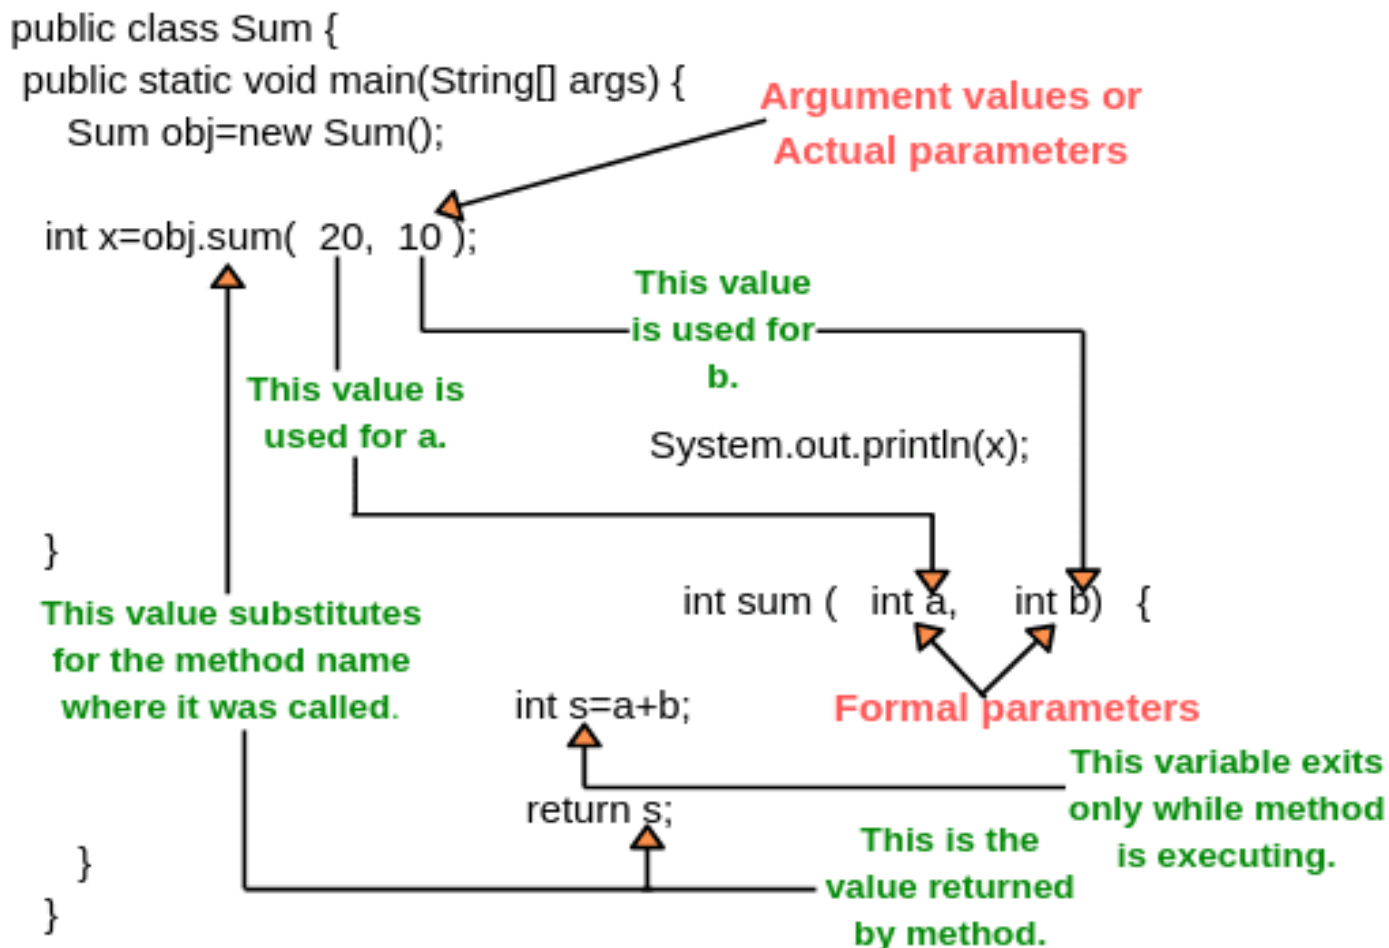 public class Sum {
public static void main(String[] args) {
Argument values or
Actual parameters
Sum obj=new Sum();
int x=obj.sum( 20, 10 );
This value
is used for
b.
This value is
used for a.
System.out.println(x);
}
int sum ( int a, int b) {
This value substitutes
for the method name
where it was called.
Formal parameters
int s=a+b;
This variable exits
only while method
is executing.
return s;
This is the
value returned
by method.
}
}